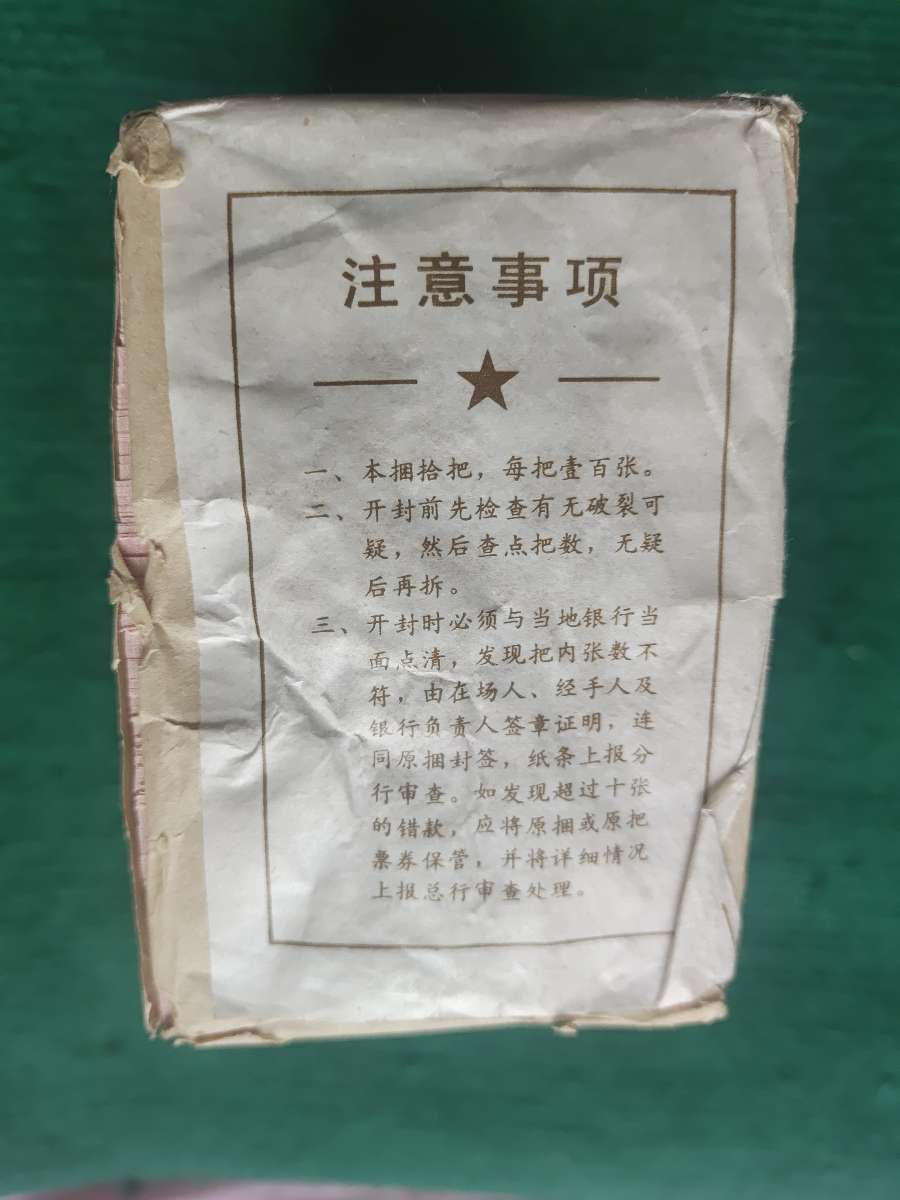 注意事项
一、本捆拾把，每把壹百张。
二、开封前先检查有无破裂可
疑，然后查点把数，无疑
后再拆。
三、开封时必须与当地银行当
面点清，发现把内张数不
符，由在场人、经手人及
银行负责人签章证明，连
同原捆封签，纸条上报分
行审查。如发现超过十张
的错款，应将原捆或原把
票券保管，并将详细情况
上报总行审查处理。